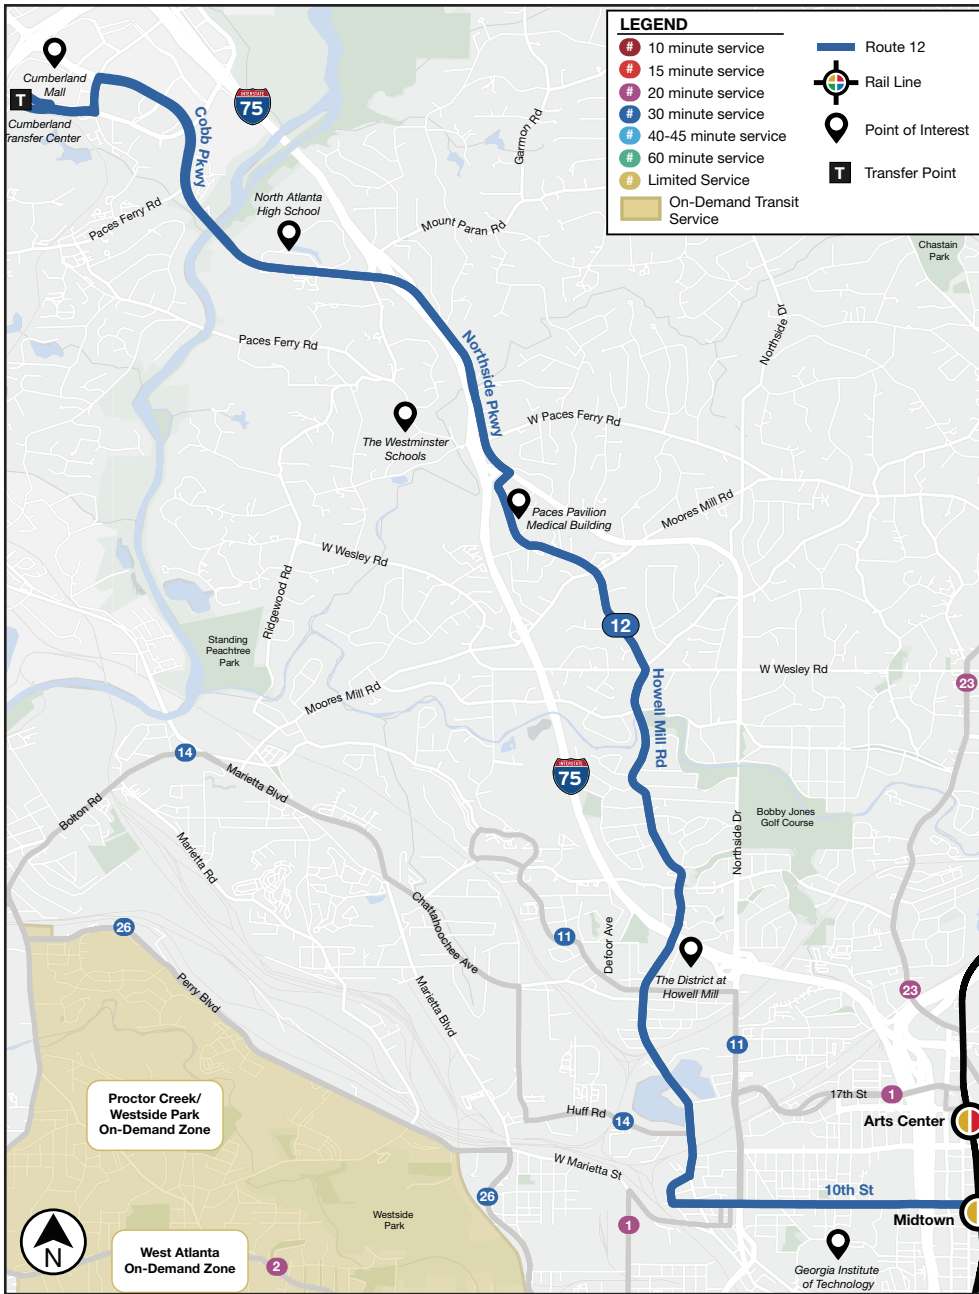 LEGEND
# 10 minute service
# 15 minute service
# 20 minute service
# 30 minute service
# 40-45 minute service
# 60 minute service
# Limited Service
On-Demand Transit
Service
Route 12
Rail Line
Point of Interest
T Transfer Point
Cumberland
Mall
T
Cumberland
Transfer Center
INTERSTATE
75
Cobb Pkwy
Garmon Rd
North Atlanta
High School
Paces Ferry Rd
Mount Paran Rd
Chastain
Park
Northside Dr
Paces Ferry Rd
Northside Pkwy
The Westminster
Schools
W Paces Ferry Rd
Paces Pavilion
Medical Building
Moores Mill Rd
W Wesley Rd
Ridgewood Rd
12
Standing
Peachtree
Park
W Wesley Rd
23
Moores Mill Rd
Howell Mill Rd
14
INTERSTATE
75
Marietta Blvd
Bolton Rd
Bobby Jones
Golf Course
Northside Dr
Marietta Rd
Chattahoochee Ave
26
11
Defoor Ave
The District at
Howell Mill
23
Perry Blvd
Marietta Blvd
11
Proctor Creek/
Westside Park
On-Demand Zone
17th St
1
Huff Rd
14
Arts Center
W Marietta St
26
10th St
Midtown
Westside
Park
1
N
West Atlanta
On-Demand Zone
2
Georgia Institute
of Technology